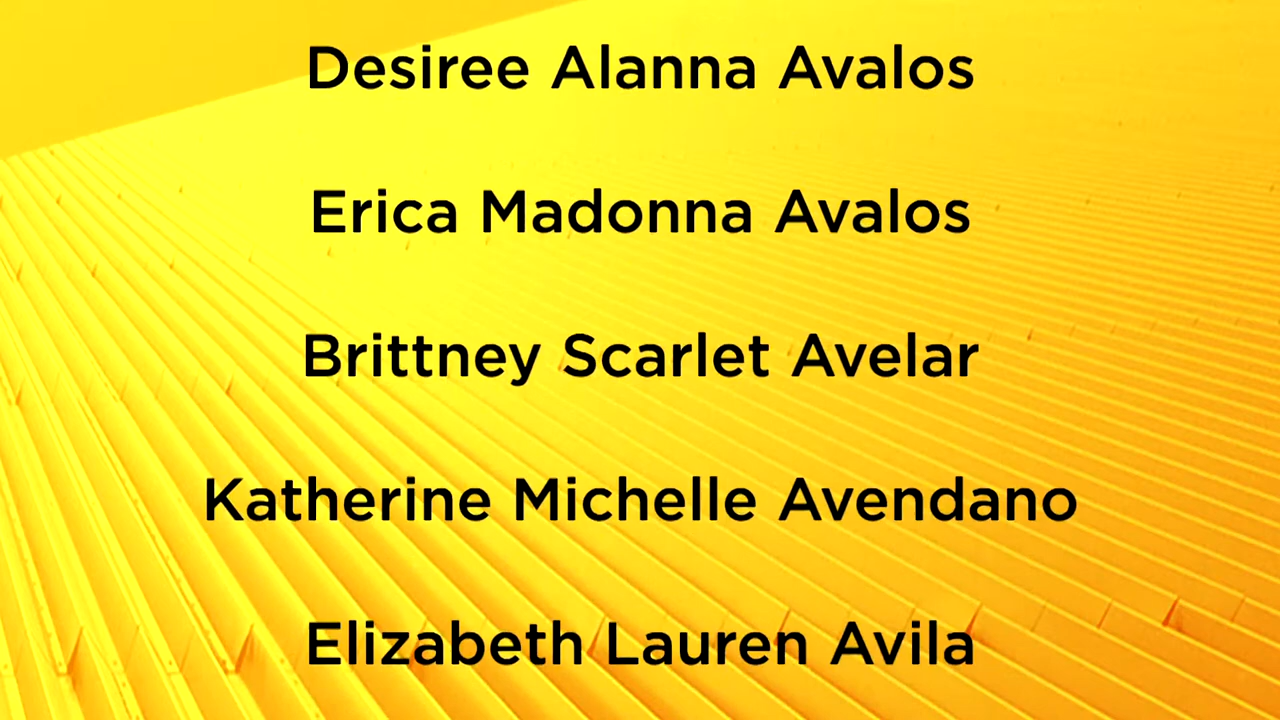 Desiree Alanna Avalos
Erica Madonna Avalos
Brittney Scarlet Avelar
Katherine Michelle Avendano
Elizabeth Lauren Avila